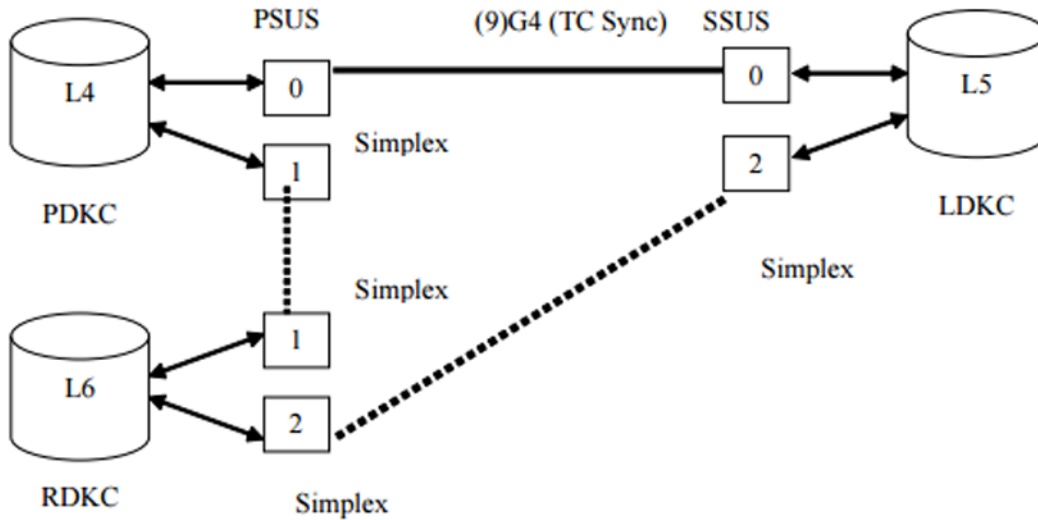 PSUS (9)G4 (TC Sync) SSUS
L4 0 0 L5
Simplex
1 2
PDKC LDKC
Simplex
Simplex
1
L6
2
RDKC Simplex